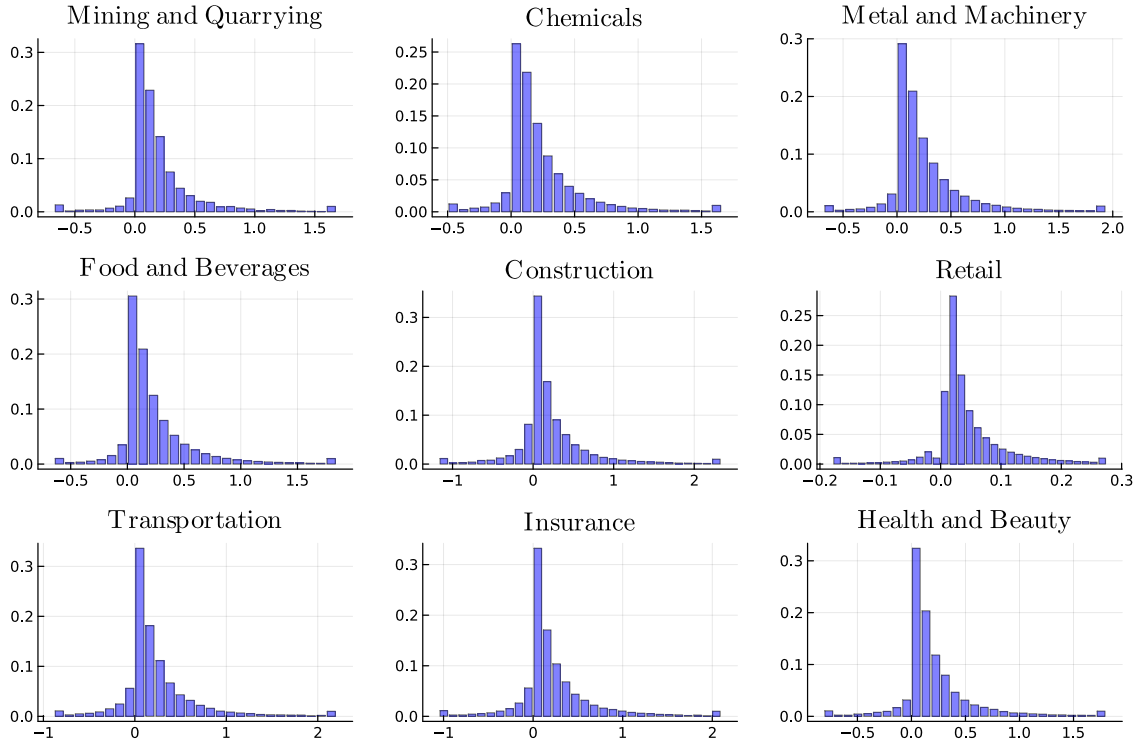 Mining and Quarrying
0.3
0.2
0.1
0.0
−0.5 0.0 0.5 1.0 1.5
Chemicals
0.25
0.20
0.15
0.10
0.05
0.00
−0.5 0.0 0.5 1.0 1.5
Metal and Machinery
0.3
0.2
0.1
0.0
−0.5 0.0 0.5 1.0 1.5 2.0
Food and Beverages
0.3
0.2
0.1
0.0
−0.5 0.0 0.5 1.0 1.5
Construction
0.3
0.2
0.1
0.0
−1 0 1 2
Retail
0.25
0.20
0.15
0.10
0.05
0.00
−0.2 −0.1 0.0 0.1 0.2 0.3
Transportation
0.3
0.2
0.1
0.0
−1 0 1 2
Insurance
0.3
0.2
0.1
0.0
−1 0 1 2
Health and Beauty
0.3
0.2
0.1
0.0
−0.5 0.0 0.5 1.0 1.5